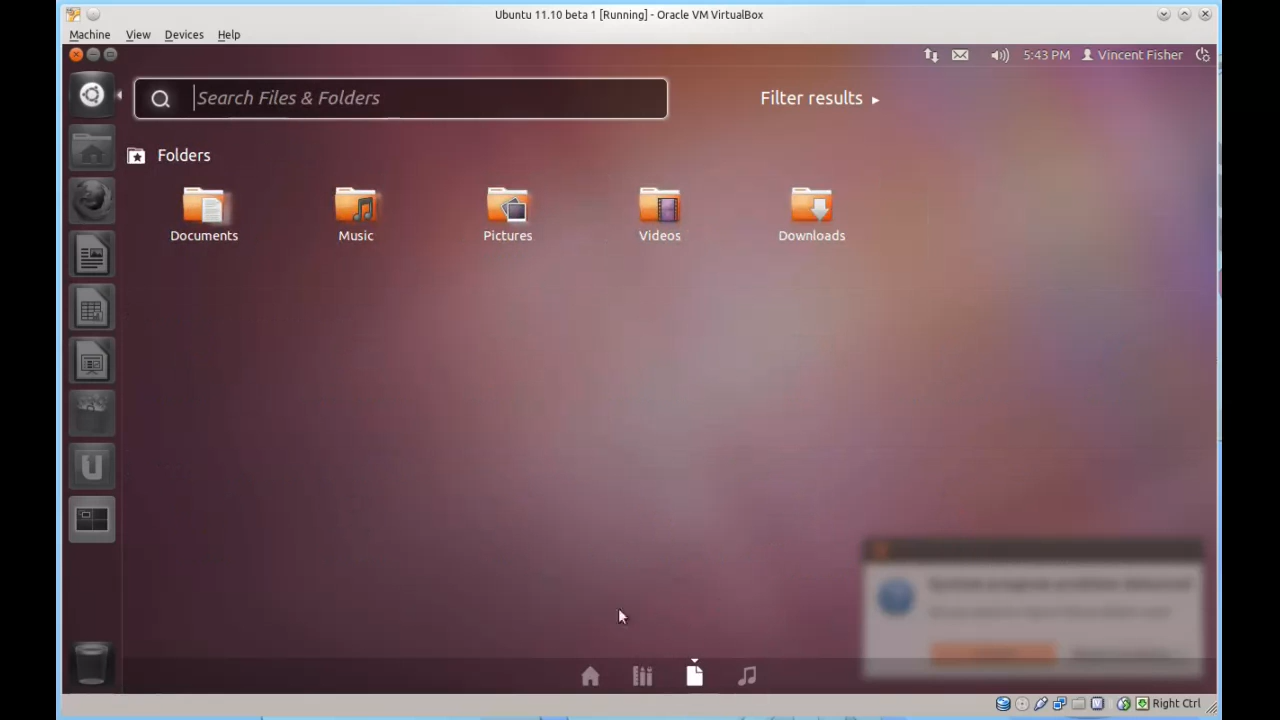 Ubuntu 11.10 beta 1 [Running] - Oracle VM VirtualBox
Machine View Devices Help
5:43 PM Vincent Fisher
Search Files & Folders
Filter results ▸
Folders
Documents Music Pictures Videos Downloads
U
Right Ctrl